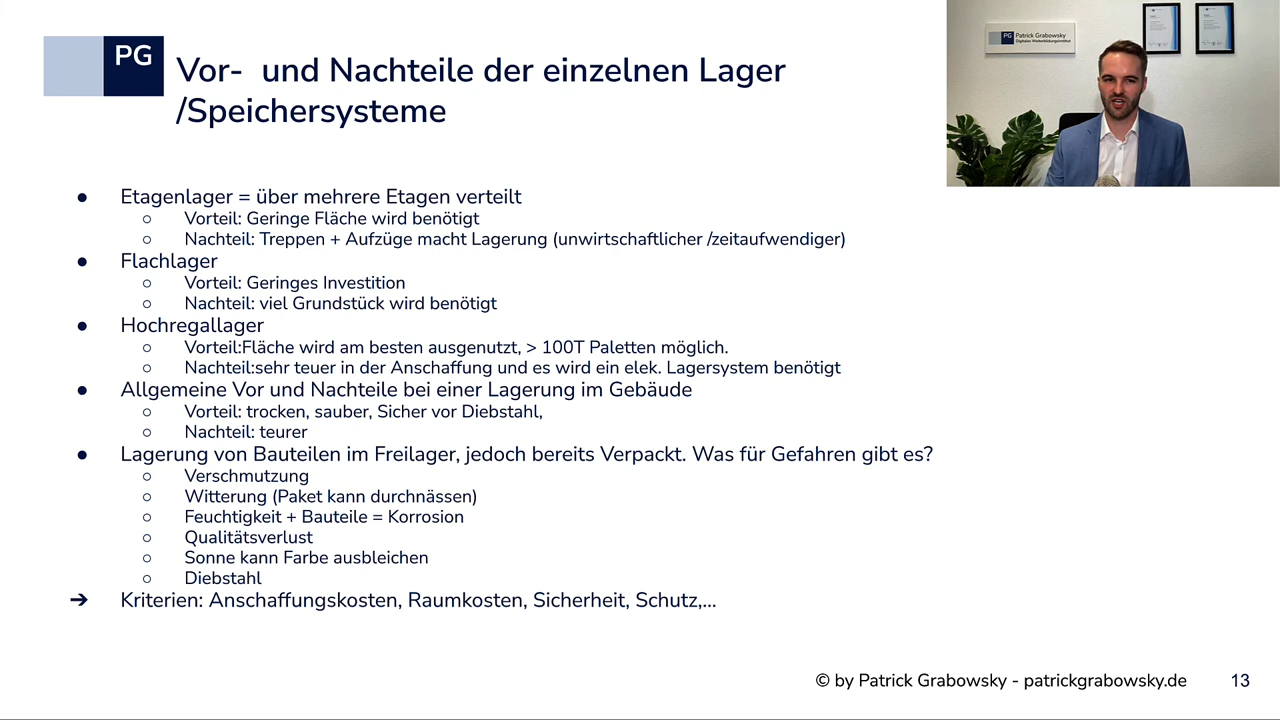 PG
Vor- und Nachteile der einzelnen Lager
/Speichersysteme
PG Patrick Grabowsky
Digitales Weiterbildungsinstitut
● Etagenlager = über mehrere Etagen verteilt
○ Vorteil: Geringe Fläche wird benötigt
○ Nachteil: Treppen + Aufzüge macht Lagerung (unwirtschaftlicher /zeitaufwendiger)
● Flachlager
○ Vorteil: Geringes Investition
○ Nachteil: viel Grundstück wird benötigt
● Hochregallager
○ Vorteil:Fläche wird am besten ausgenutzt, > 100T Paletten möglich.
○ Nachteil:sehr teuer in der Anschaffung und es wird ein elek. Lagersystem benötigt
● Allgemeine Vor und Nachteile bei einer Lagerung im Gebäude
○ Vorteil: trocken, sauber, Sicher vor Diebstahl,
○ Nachteil: teurer
● Lagerung von Bauteilen im Freilager, jedoch bereits Verpackt. Was für Gefahren gibt es?
○ Verschmutzung
○ Witterung (Paket kann durchnässen)
○ Feuchtigkeit + Bauteile = Korrosion
○ Qualitätsverlust
○ Sonne kann Farbe ausbleichen
○ Diebstahl
➔ Kriterien: Anschaffungskosten, Raumkosten, Sicherheit, Schutz,...
© by Patrick Grabowsky - patrickgrabowsky.de 13